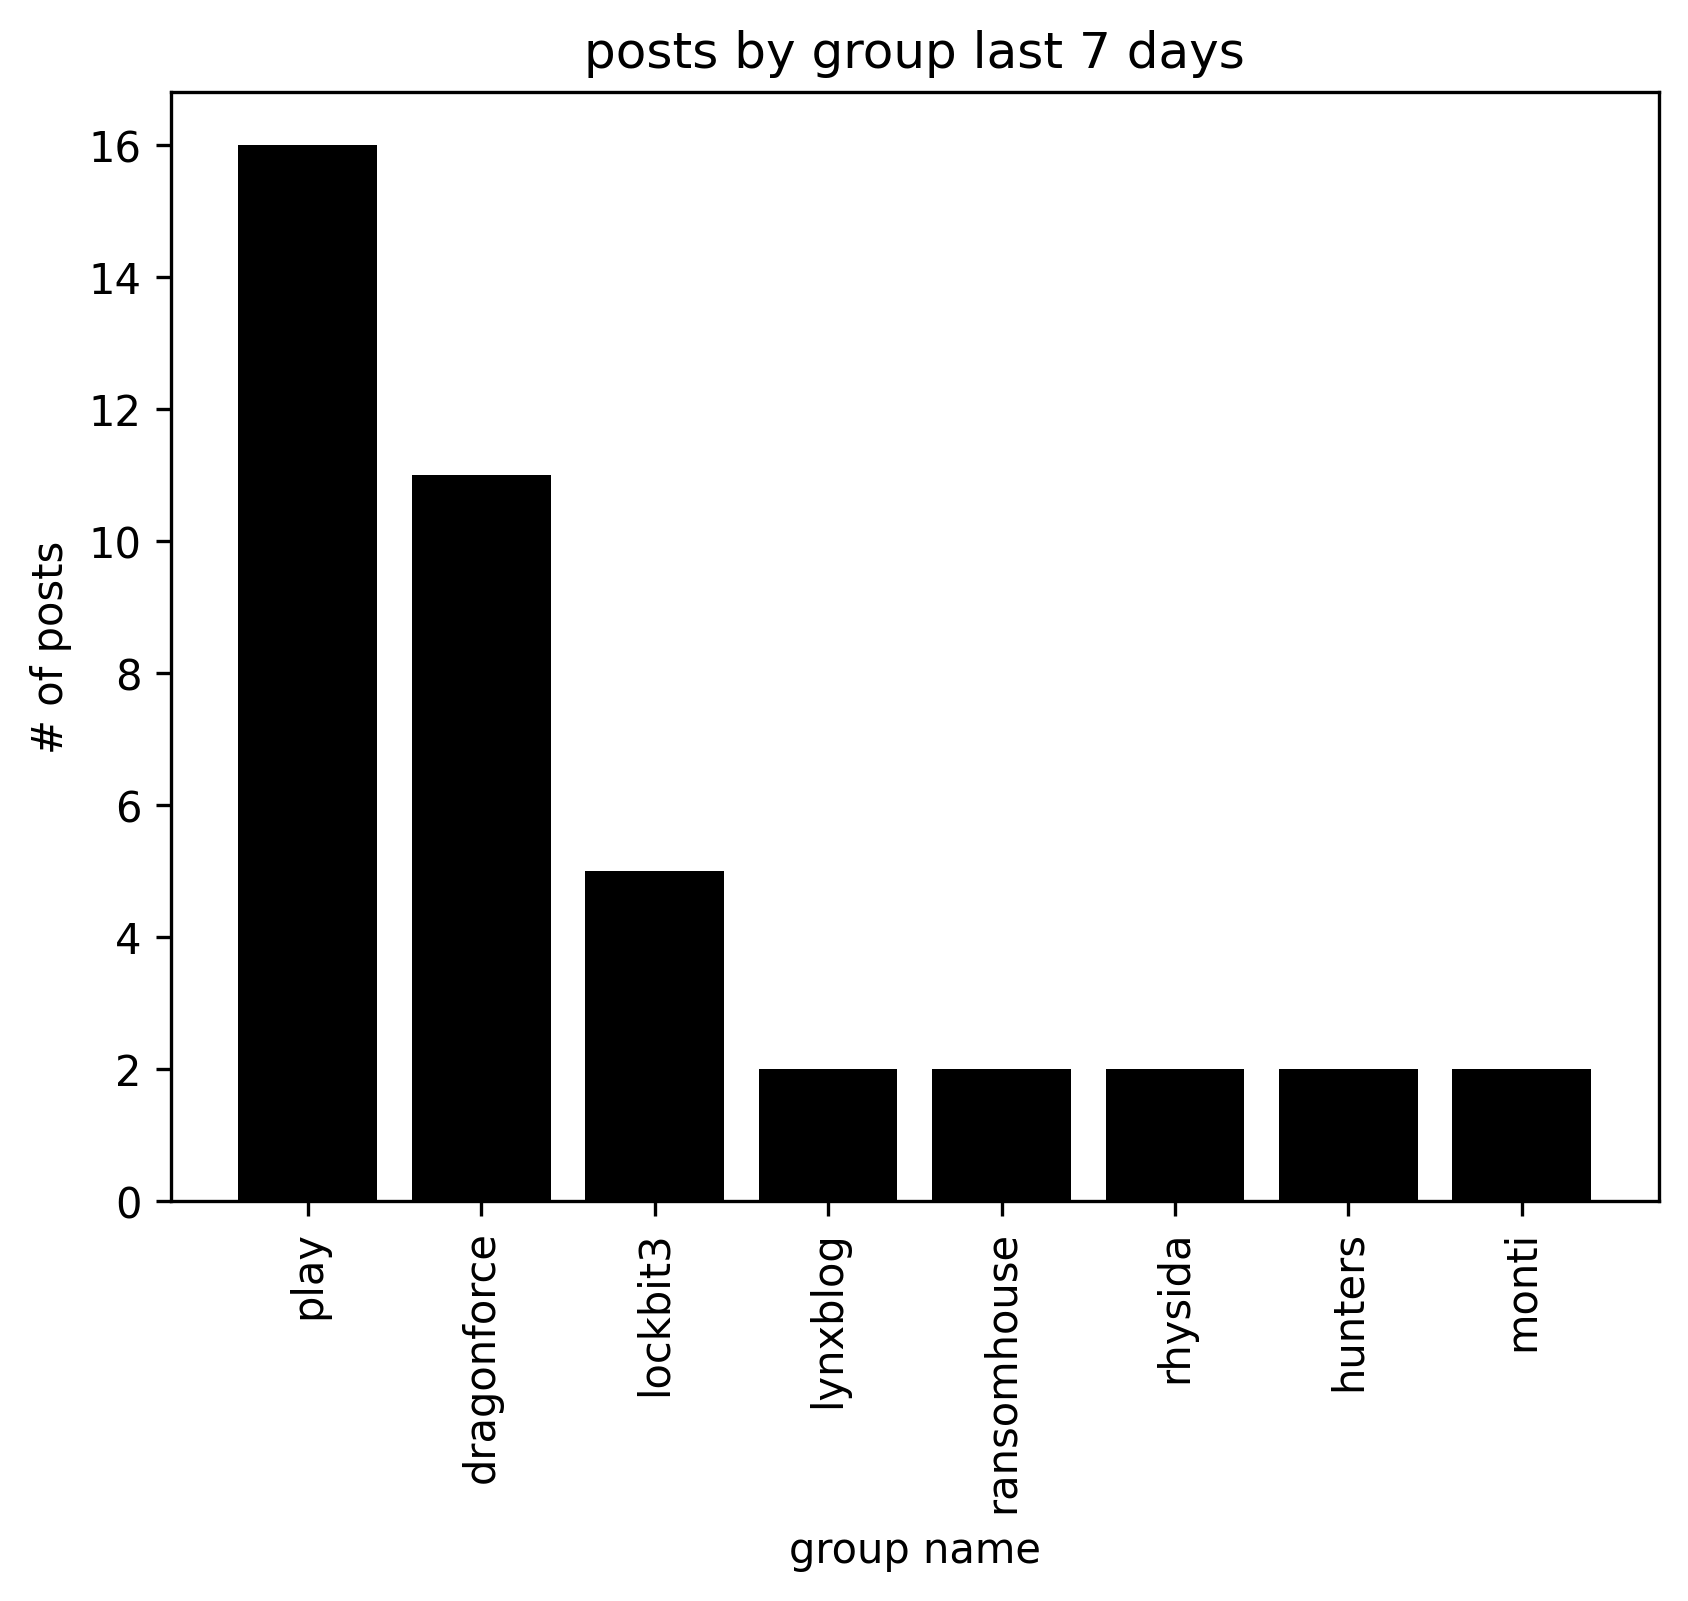 posts by group last 7 days
# of posts
16
14
12
10
8
6
4
2
0
play
dragonforce
lockbit3
lynxblog
ransomhouse
rhysida
hunters
monti
group name